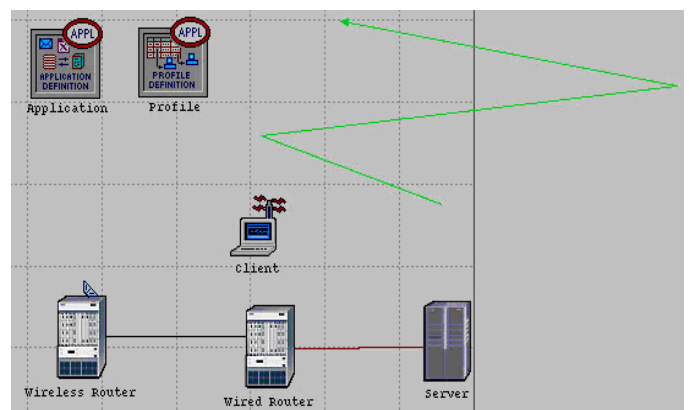 APPL
APPLICATION
DEFINITION
Application
APPL
PROFILE
DEFINITION
Profile
Client
Wireless Router
Wired Router
Server